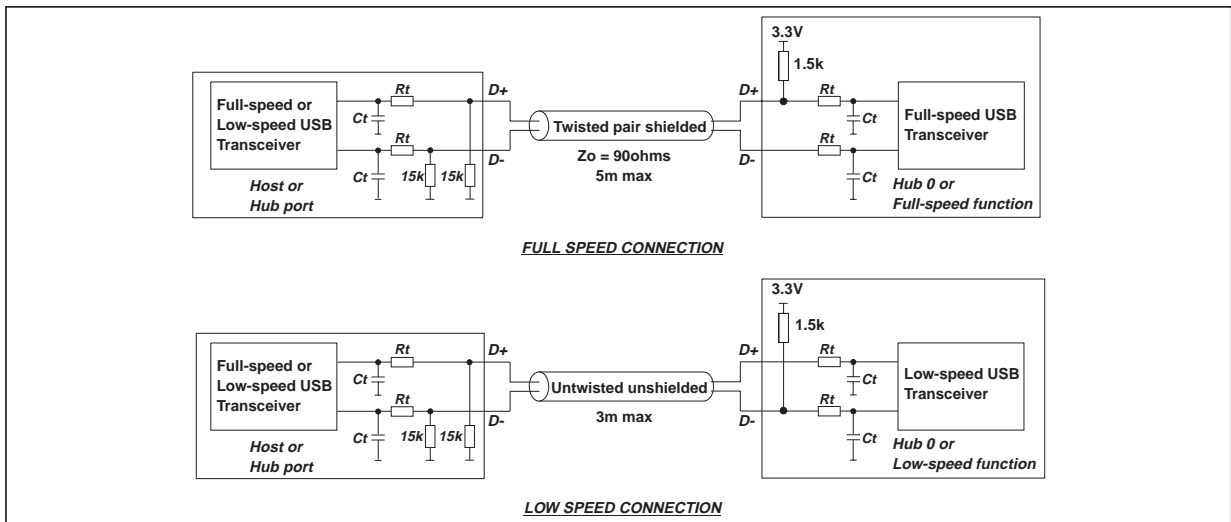 3.3V
1.5k
Full-speed or
Low-speed USB
Transceiver
Rt
Ct
D+
Rt
Ct
D-
15k
15k
Host or
Hub port
Twisted pair shielded
Zo = 90ohms
5m max
D+
Rt
Ct
D-
Rt
Ct
Full-speed USB
Transceiver
Hub 0 or
Full-speed function
FULL SPEED CONNECTION
3.3V
1.5k
Full-speed or
Low-speed USB
Transceiver
Rt
Ct
D+
Rt
Ct
D-
15k
15k
Host or
Hub port
Untwisted unshielded
3m max
D+
Rt
Ct
D-
Rt
Ct
Low-speed USB
Transceiver
Hub 0 or
Low-speed function
LOW SPEED CONNECTION